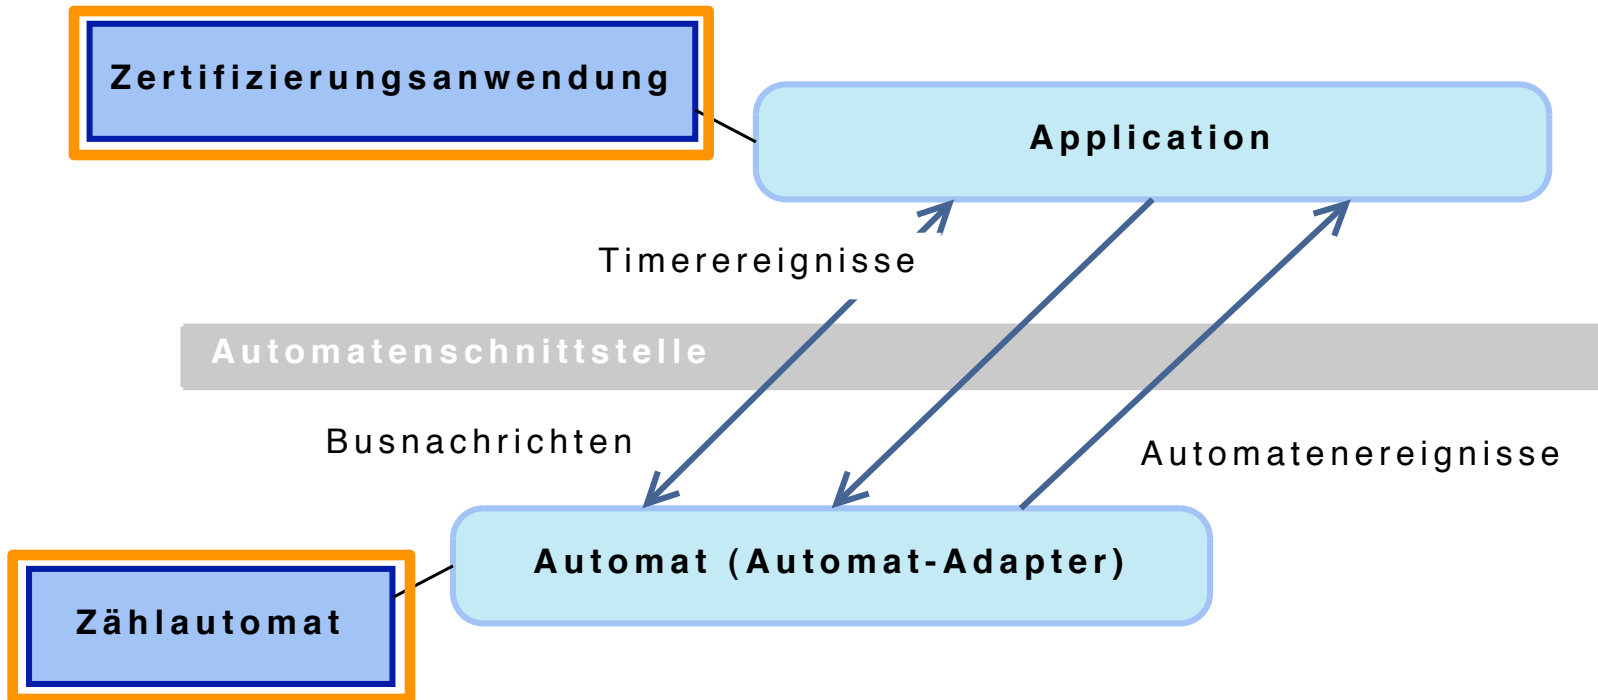 Zertifizierungsanwendung
Application
Timerereignisse
Automatenschnittstelle
Busnachrichten
Automatenereignisse
Automat (Automat-Adapter)
Zählautomat